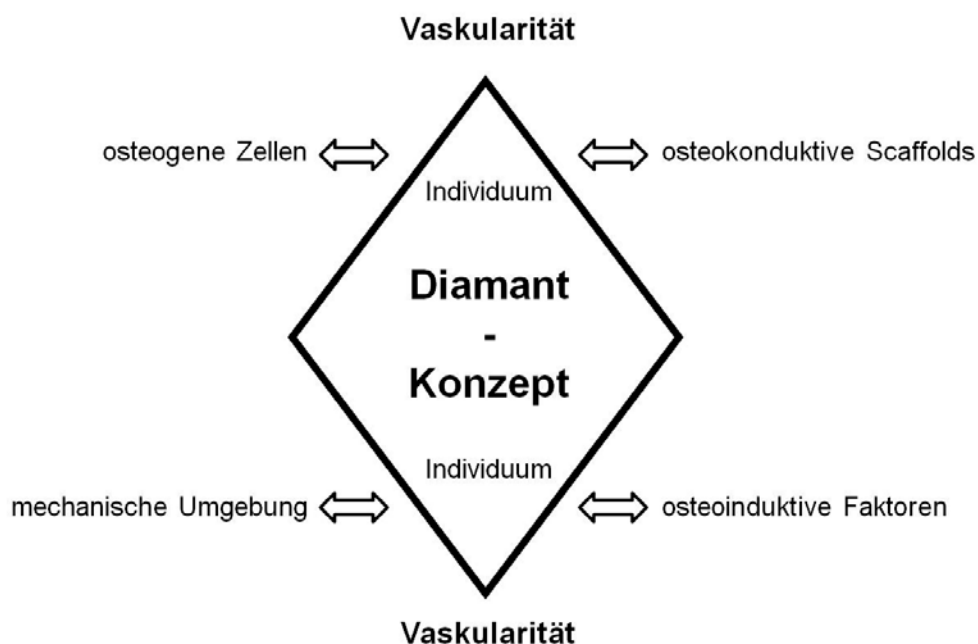 Vaskularität
osteogene Zellen
osteokonduktive Scaffolds
Individuum
Diamant
-
Konzept
Individuum
mechanische Umgebung
osteoinduktive Faktoren
Vaskularität